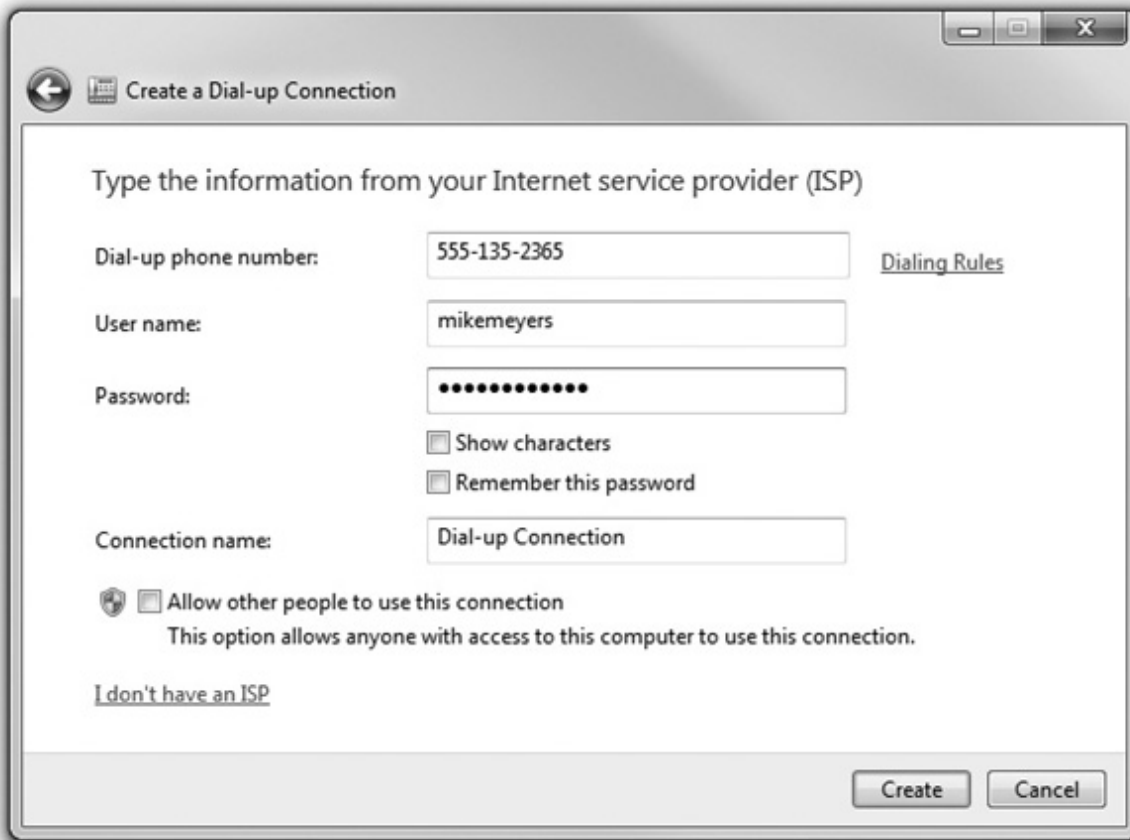 Create a Dial-up Connection
Type the information from your Internet service provider (ISP)
Dial-up phone number: 555-135-2365 Dialing Rules
User name: mikemeyers
Password: ••••••••••••
Show characters
Remember this password
Connection name: Dial-up Connection
Allow other people to use this connection
This option allows anyone with access to this computer to use this connection.
I don't have an ISP
Create Cancel